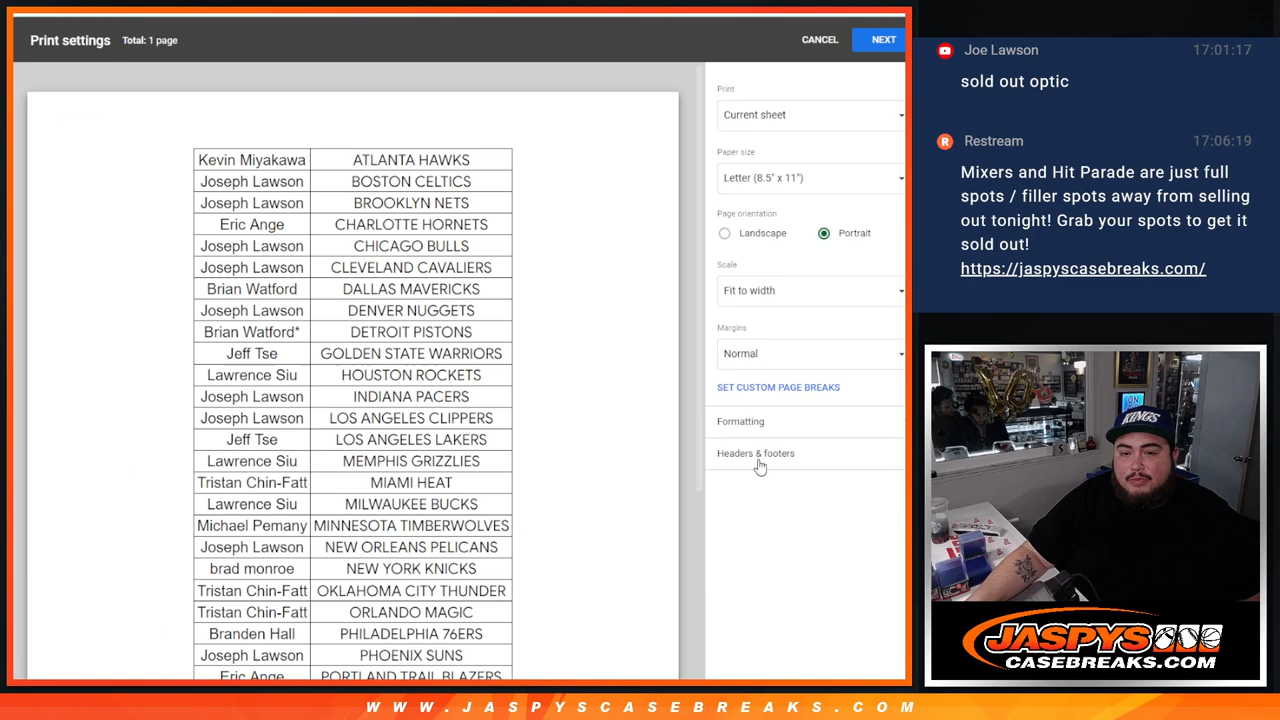 Print settings Total: 1 page CANCEL NEXT
Kevin Miyakawa ATLANTA HAWKS
Joseph Lawson BOSTON CELTICS
Joseph Lawson BROOKLYN NETS
Eric Ange CHARLOTTE HORNETS
Joseph Lawson CHICAGO BULLS
Joseph Lawson CLEVELAND CAVALIERS
Brian Watford DALLAS MAVERICKS
Joseph Lawson DENVER NUGGETS
Brian Watford* DETROIT PISTONS
Jeff Tse GOLDEN STATE WARRIORS
Lawrence Siu HOUSTON ROCKETS
Joseph Lawson INDIANA PACERS
Joseph Lawson LOS ANGELES CLIPPERS
Jeff Tse LOS ANGELES LAKERS
Lawrence Siu MEMPHIS GRIZZLIES
Tristan Chin-Fatt MIAMI HEAT
Lawrence Siu MILWAUKEE BUCKS
Michael Pemany MINNESOTA TIMBERWOLVES
Joseph Lawson NEW ORLEANS PELICANS
brad monroe NEW YORK KNICKS
Tristan Chin-Fatt OKLAHOMA CITY THUNDER
Tristan Chin-Fatt ORLANDO MAGIC
Branden Hall PHILADELPHIA 76ERS
Joseph Lawson PHOENIX SUNS
Eric Ange PORTLAND TRAIL BLAZERS
Print
Current sheet
Paper size
Letter (8.5" x 11")
Page orientation
Landscape Portrait
Scale
Fit to width
Margins
Normal
SET CUSTOM PAGE BREAKS
Formatting
Headers & footers
Joe Lawson 17:01:17
sold out optic
Restream 17:06:19
Mixers and Hit Parade are just full
spots / filler spots away from selling
out tonight! Grab your spots to get it
sold out!
https://jaspyscasebreaks.com/
KINGS
JASPYS
CASEBREAKS.COM
WWW.JASPYSCASEBREAKS.COM